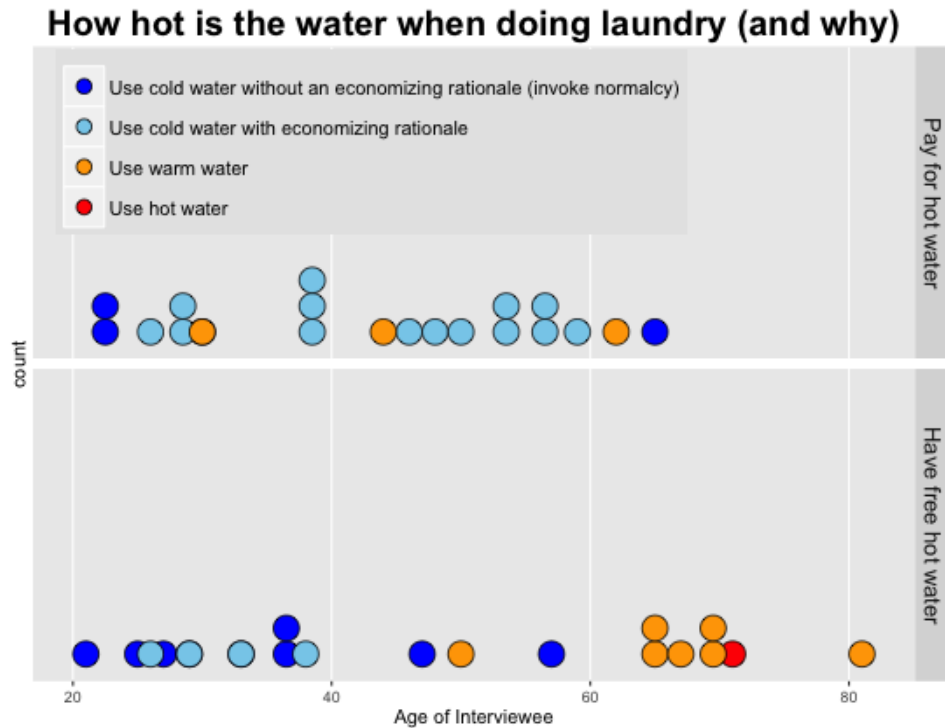 How hot is the water when doing laundry (and why)
Use cold water without an economizing rationale (invoke normalcy)
Use cold water with economizing rationale
Use warm water
Use hot water
Pay for hot water
count
Have free hot water
20
40
60
80
Age of Interviewee